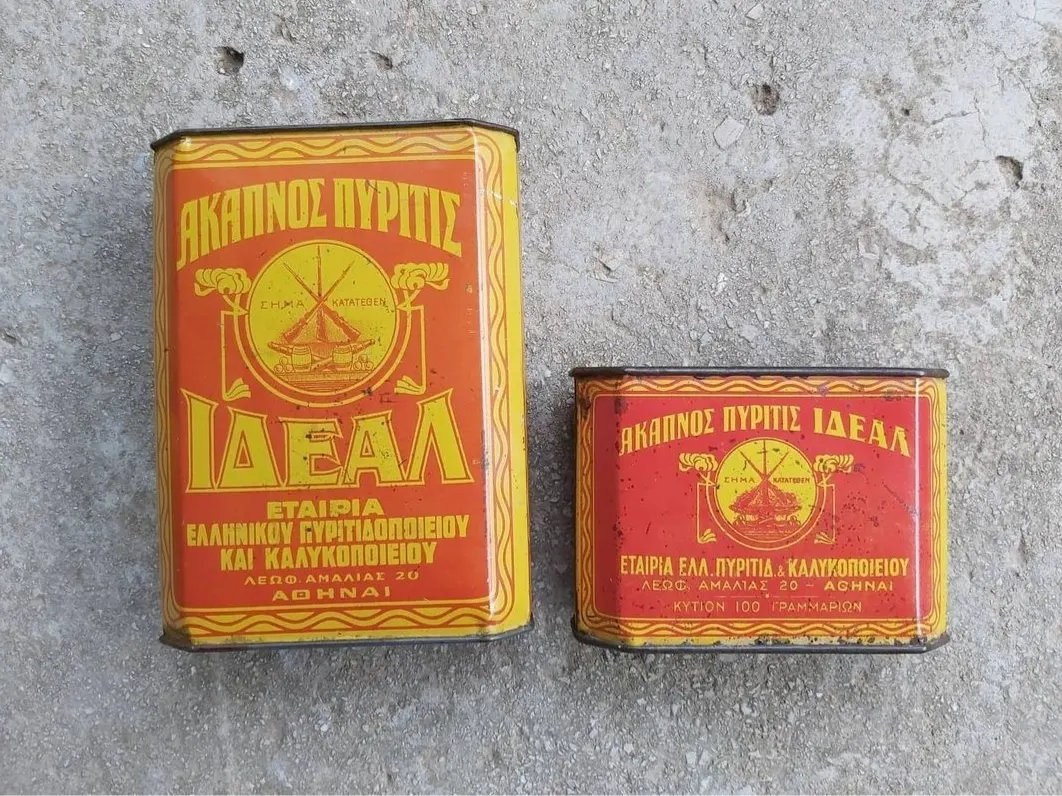 ΑΚΑΠΝΟΣ ΠΥΡΙΤΙΣ
ΣΗΜΑ ΚΑΤΑΤΕΘΕΝ
ΙΔΕΑΛ
ΕΤΑΙΡΙΑ
ΕΛΛΗΝΙΚΟΥ ΠΥΡΙΤΙΔΟΠΟΙΕΙΟΥ
ΚΑΙ ΚΑΛΥΚΟΠΟΙΕΙΟΥ
ΛΕΩΦ. ΑΜΑΛΙΑΣ 20
ΑΘΗΝΑΙ
ΑΚΑΠΝΟΣ ΠΥΡΙΤΙΣ ΙΔΕΑΛ
ΣΗΜΑ ΚΑΤΑΤΕΘΕΝ
ΕΤΑΙΡΙΑ ΕΛΛ. ΠΥΡΙΤΙΔ. & ΚΑΛΥΚΟΠΟΙΕΙΟΥ
ΛΕΩΦ. ΑΜΑΛΙΑΣ 20 - ΑΘΗΝΑΙ
ΚΥΤΙΟΝ 100 ΓΡΑΜΜΑΡΙΩΝ